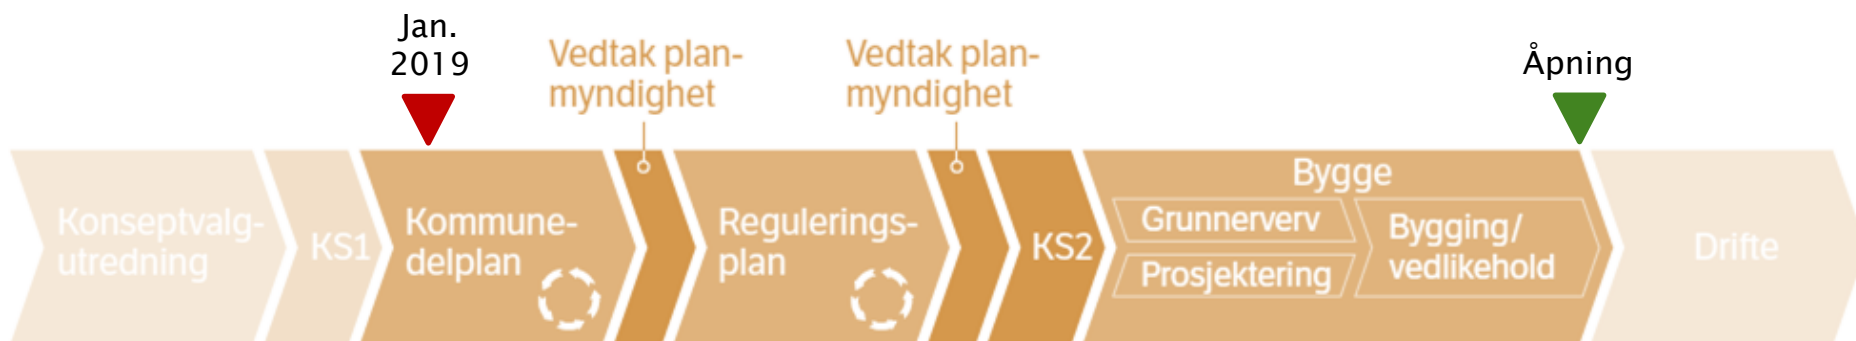 Jan.
2019
Vedtak plan-
myndighet
Vedtak plan-
myndighet
Åpning
Konseptvalg-
utredning
KS1
Kommune-
delplan
Regulerings-
plan
KS2
Bygge
Grunnerverv
Prosjektering
Bygging/
vedlikehold
Drifte